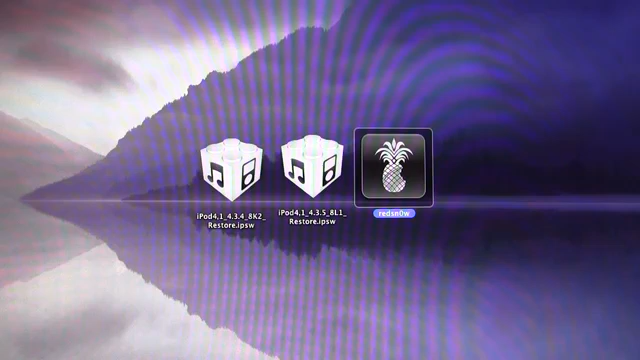 iPod4,1_4.3.4_8K2_
Restore.ipsw
iPod4,1_4.3.5_8L1_
Restore.ipsw
redsn0w